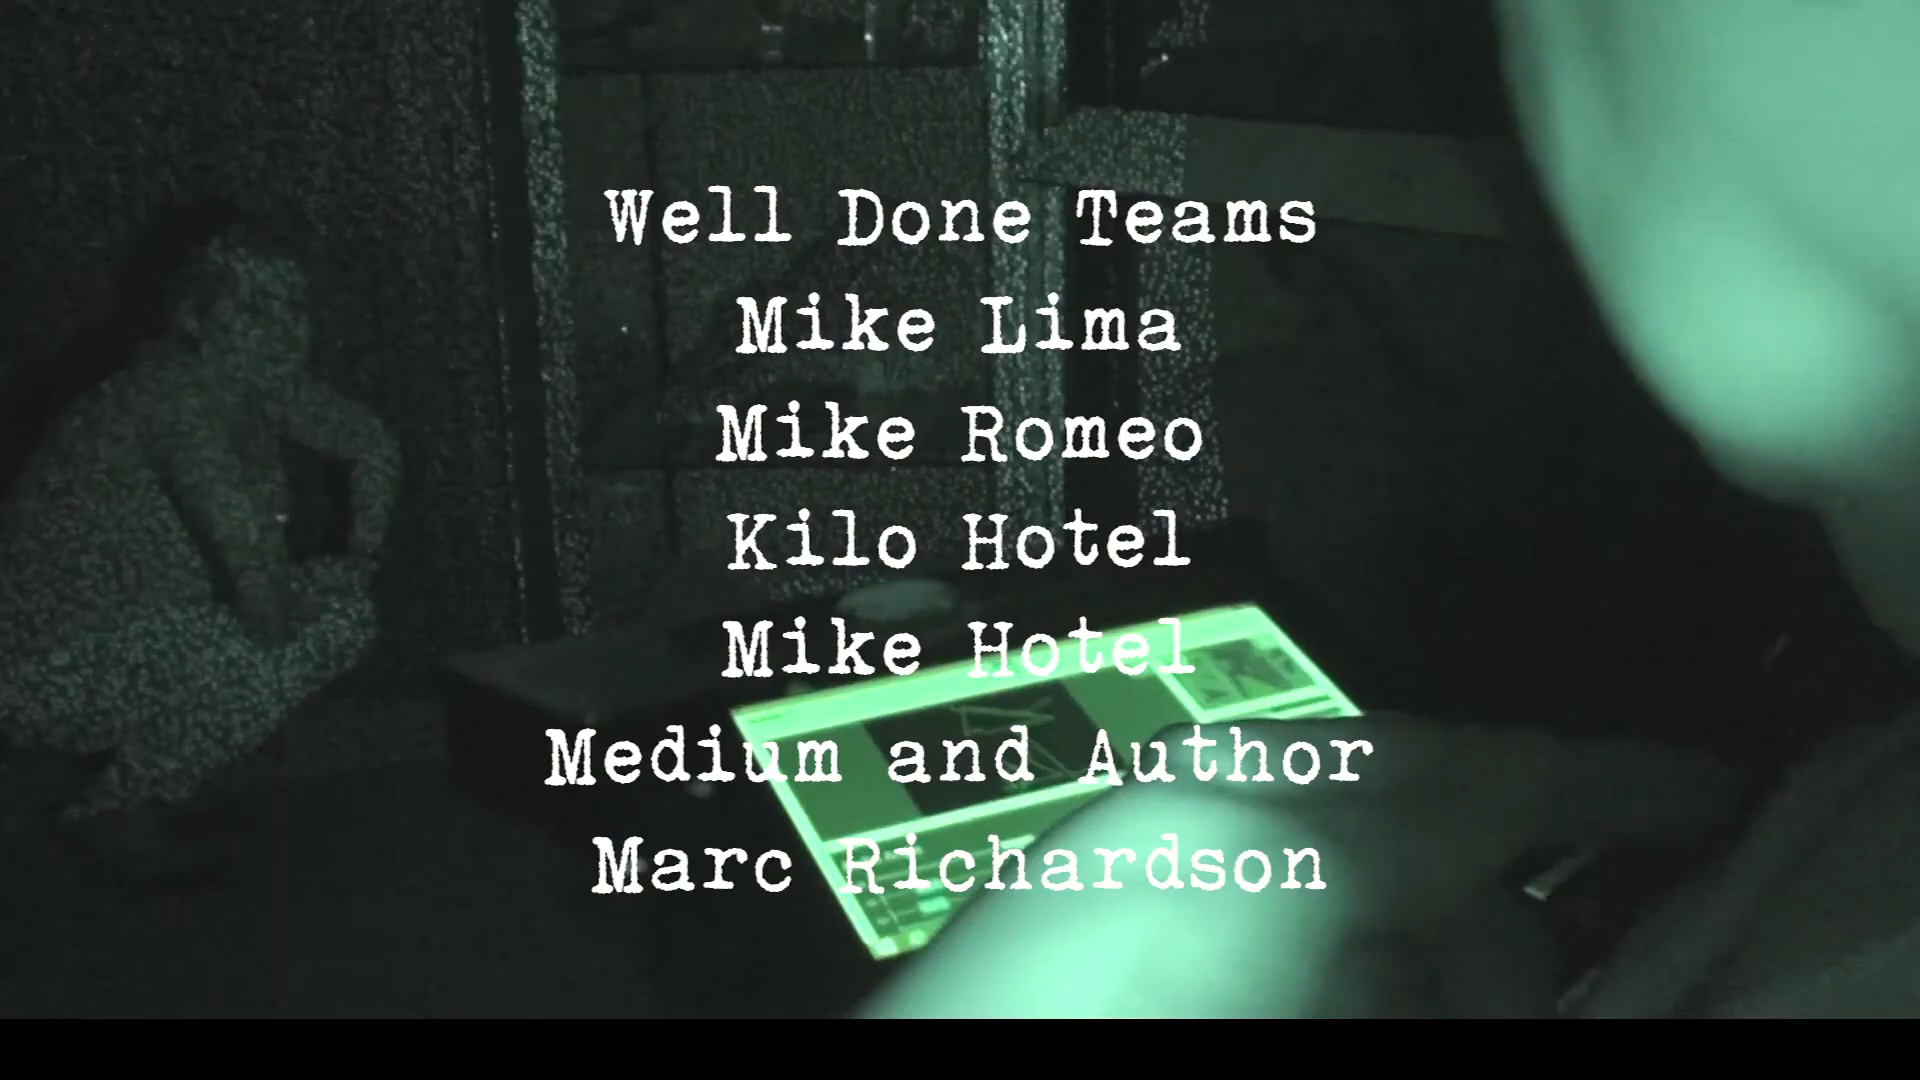 Well Done Teams
Mike Lima
Mike Romeo
Kilo Hotel
Mike Hotel
Medium and Author
Marc Richardson